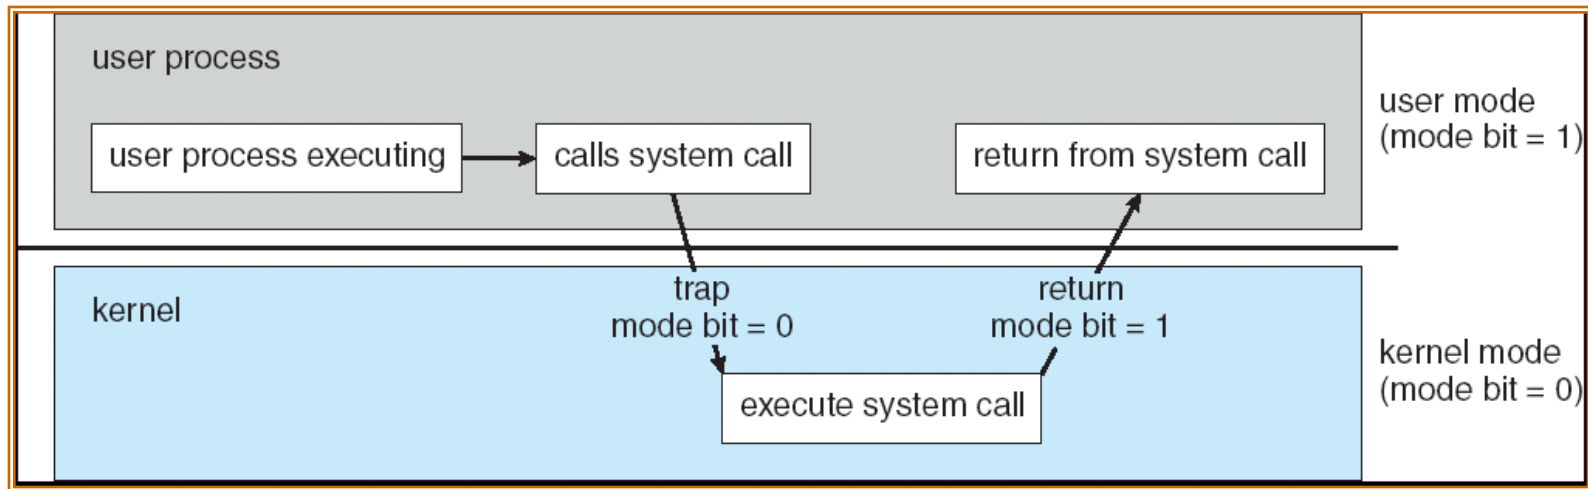 user process
user process executing
calls system call
return from system call
user mode
(mode bit = 1)
kernel
trap
mode bit = 0
return
mode bit = 1
kernel mode
(mode bit = 0)
execute system call